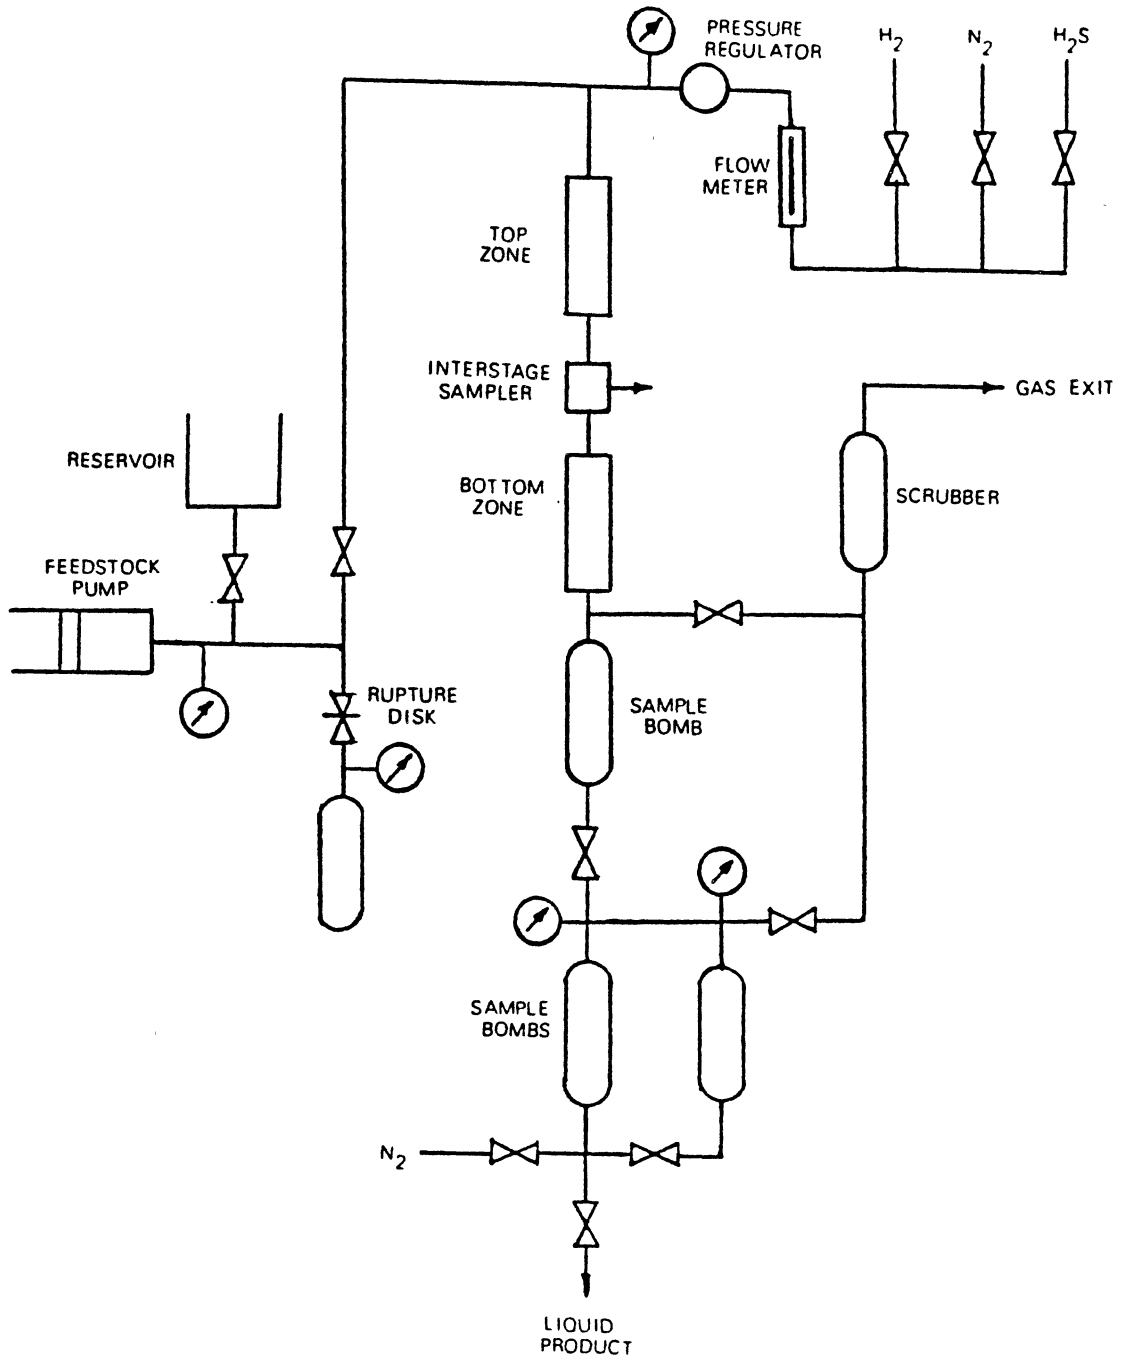 PRESSURE
REGULATOR
H2
N2
H2S
FLOW
METER
TOP
ZONE
INTERSTAGE
SAMPLER
GAS EXIT
RESERVOIR
BOTTOM
ZONE
SCRUBBER
FEEDSTOCK
PUMP
RUPTURE
DISK
SAMPLE
BOMB
SAMPLE
BOMBS
N2
LIQUID
PRODUCT